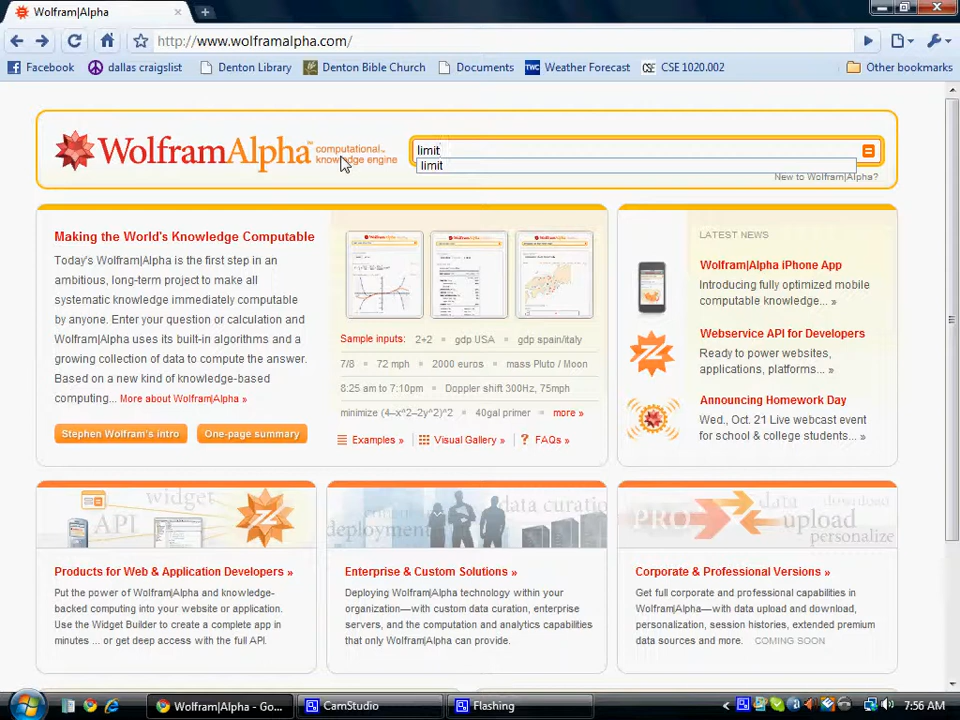 Wolfram|Alpha
http://www.wolframalpha.com/
Facebook dallas craigslist Denton Library Denton Bible Church Documents Weather Forecast CSE 1020.002 Other bookmarks
WolframAlpha computational knowledge engine
limit
limit
New to Wolfram|Alpha?
Making the World's Knowledge Computable
Today's Wolfram|Alpha is the first step in an
ambitious, long-term project to make all
systematic knowledge immediately computable
by anyone. Enter your question or calculation and
Wolfram|Alpha uses its built-in algorithms and a
growing collection of data to compute the answer.
Based on a new kind of knowledge-based
computing... More about Wolfram|Alpha »
Stephen Wolfram's intro One-page summary
Sample inputs: 2+2 gdp USA gdp spain/italy
7/8 72 mph 2000 euros mass Pluto / Moon
8:25 am to 7:10pm Doppler shift 300Hz, 75mph
minimize (4–x^2–2y^2)^2 40gal primer more »
Examples » Visual Gallery » FAQs »
LATEST NEWS
Wolfram|Alpha iPhone App
Introducing fully optimized mobile
computable knowledge... »
Webservice API for Developers
Ready to power websites,
applications, platforms... »
Announcing Homework Day
Wed., Oct. 21 Live webcast event
for school & college students... »
widget
API
Products for Web & Application Developers »
Put the power of Wolfram|Alpha and knowledge-
backed computing into your website or application.
Use the Widget Builder to create a complete app in
minutes ... or get deep access with the full API.
data curation
deployment
Enterprise & Custom Solutions »
Deploying Wolfram|Alpha technology within your
organization—with custom data curation, enterprise
servers, and the computation and analytics capabilities
that only Wolfram|Alpha can provide.
data download
PRO upload
personalize
Corporate & Professional Versions »
Get full corporate and professional capabilities in
Wolfram|Alpha—with data upload and download,
personalization, session histories, extended premium
data sources and more. COMING SOON
Wolfram|Alpha - Go... CamStudio Flashing 7:56 AM